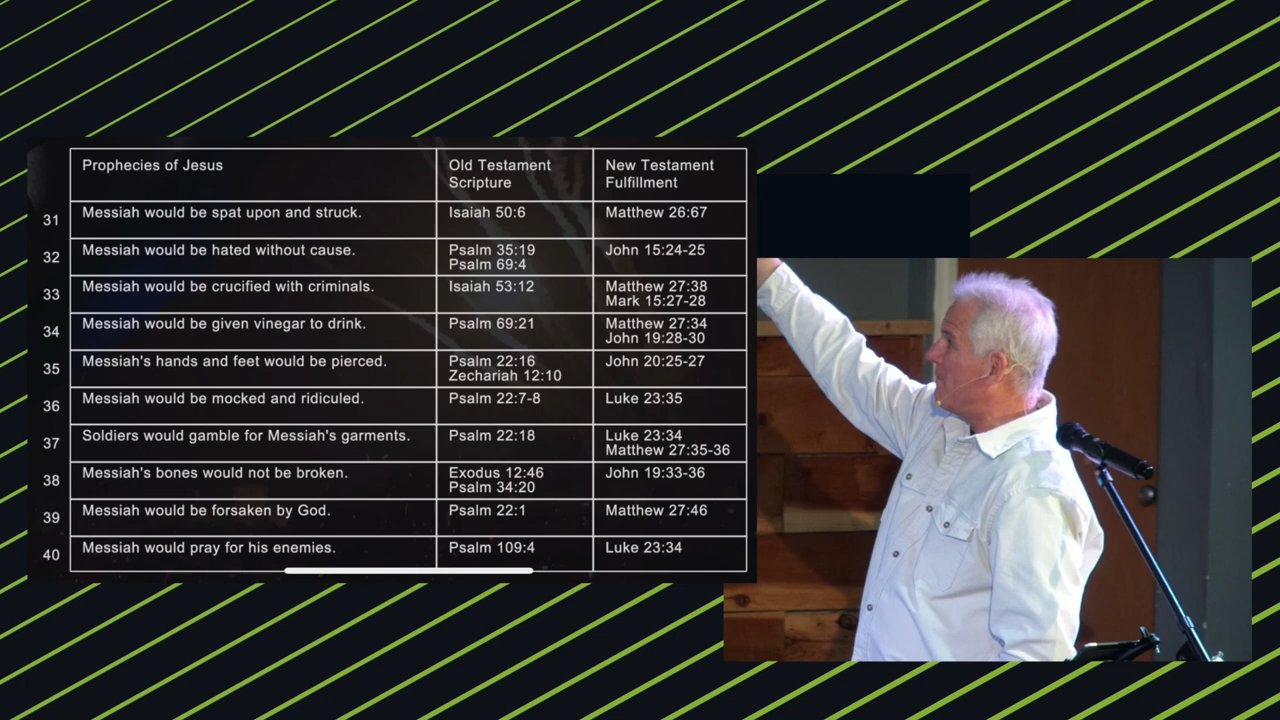 Prophecies of Jesus
Old Testament
Scripture
New Testament
Fulfillment
31
Messiah would be spat upon and struck.
Isaiah 50:6
Matthew 26:67
32
Messiah would be hated without cause.
Psalm 35:19
Psalm 69:4
John 15:24-25
33
Messiah would be crucified with criminals.
Isaiah 53:12
Matthew 27:38
Mark 15:27-28
34
Messiah would be given vinegar to drink.
Psalm 69:21
Matthew 27:34
John 19:28-30
35
Messiah's hands and feet would be pierced.
Psalm 22:16
Zechariah 12:10
John 20:25-27
36
Messiah would be mocked and ridiculed.
Psalm 22:7-8
Luke 23:35
37
Soldiers would gamble for Messiah's garments.
Psalm 22:18
Luke 23:34
Matthew 27:35-36
38
Messiah's bones would not be broken.
Exodus 12:46
Psalm 34:20
John 19:33-36
39
Messiah would be forsaken by God.
Psalm 22:1
Matthew 27:46
40
Messiah would pray for his enemies.
Psalm 109:4
Luke 23:34